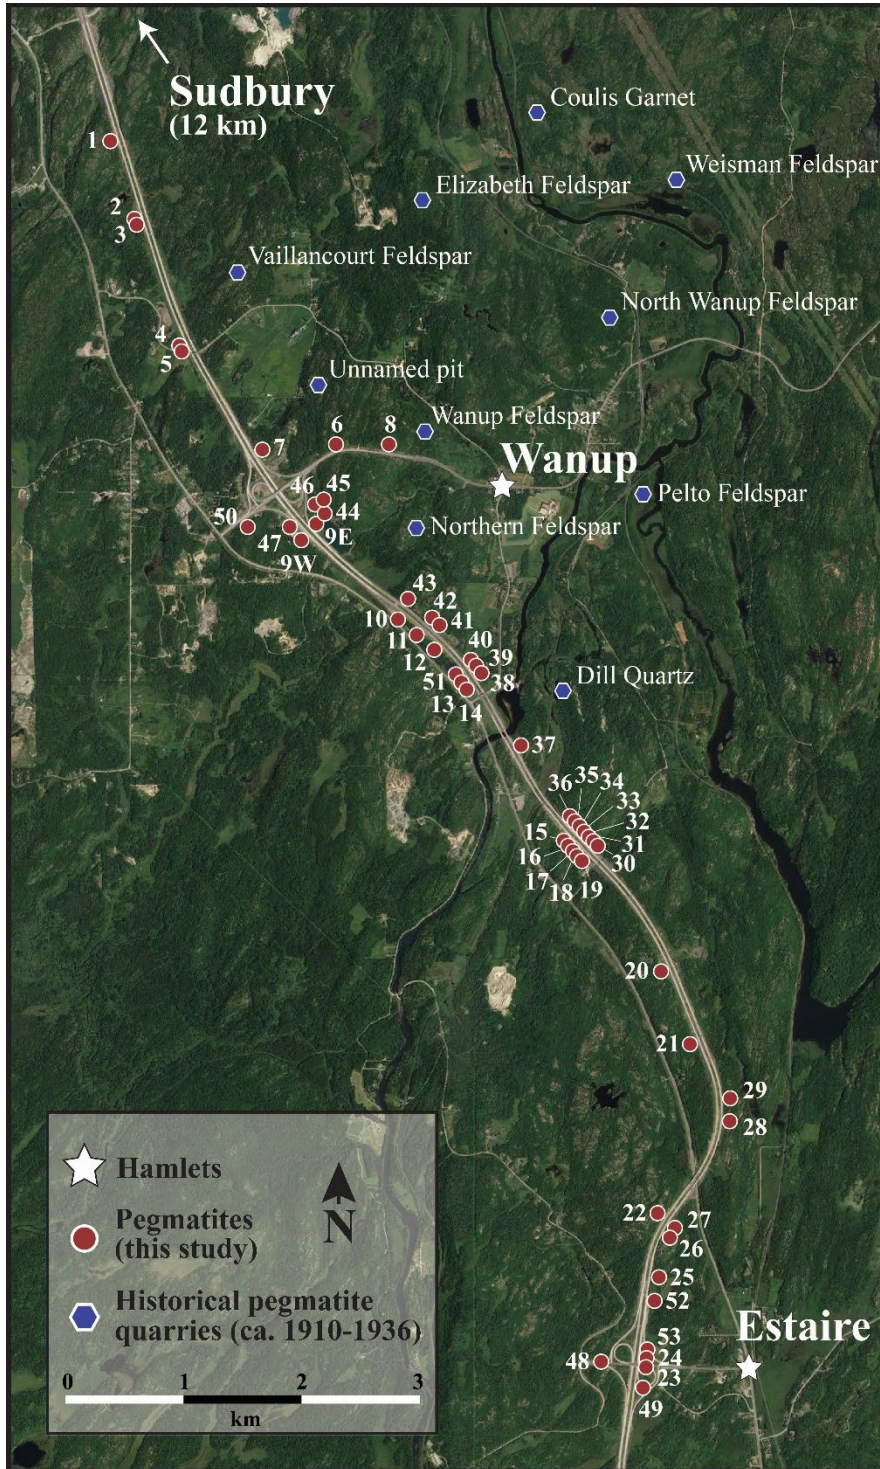 Sudbury
(12 km)
Coulis Garnet
1
Weisman Feldspar
Elizabeth Feldspar
2
3
Vaillancourt Feldspar
North Wanup Feldspar
4
5
Unnamed pit
Wanup Feldspar
6
8
7
Wanup
46
45
Pelto Feldspar
44
50
9E
Northern Feldspar
47
9W
43
42
10
41
11
40
12
39
51
38
Dill Quartz
13
14
37
36
35
34
33
15
32
31
16
30
17
18
19
20
21
29
28
22
27
26
25
52
Estaire
53
48
24
23
49
Hamlets
Pegmatites
(this study)
N
Historical pegmatite
quarries (ca. 1910-1936)
0 1 2 3
km